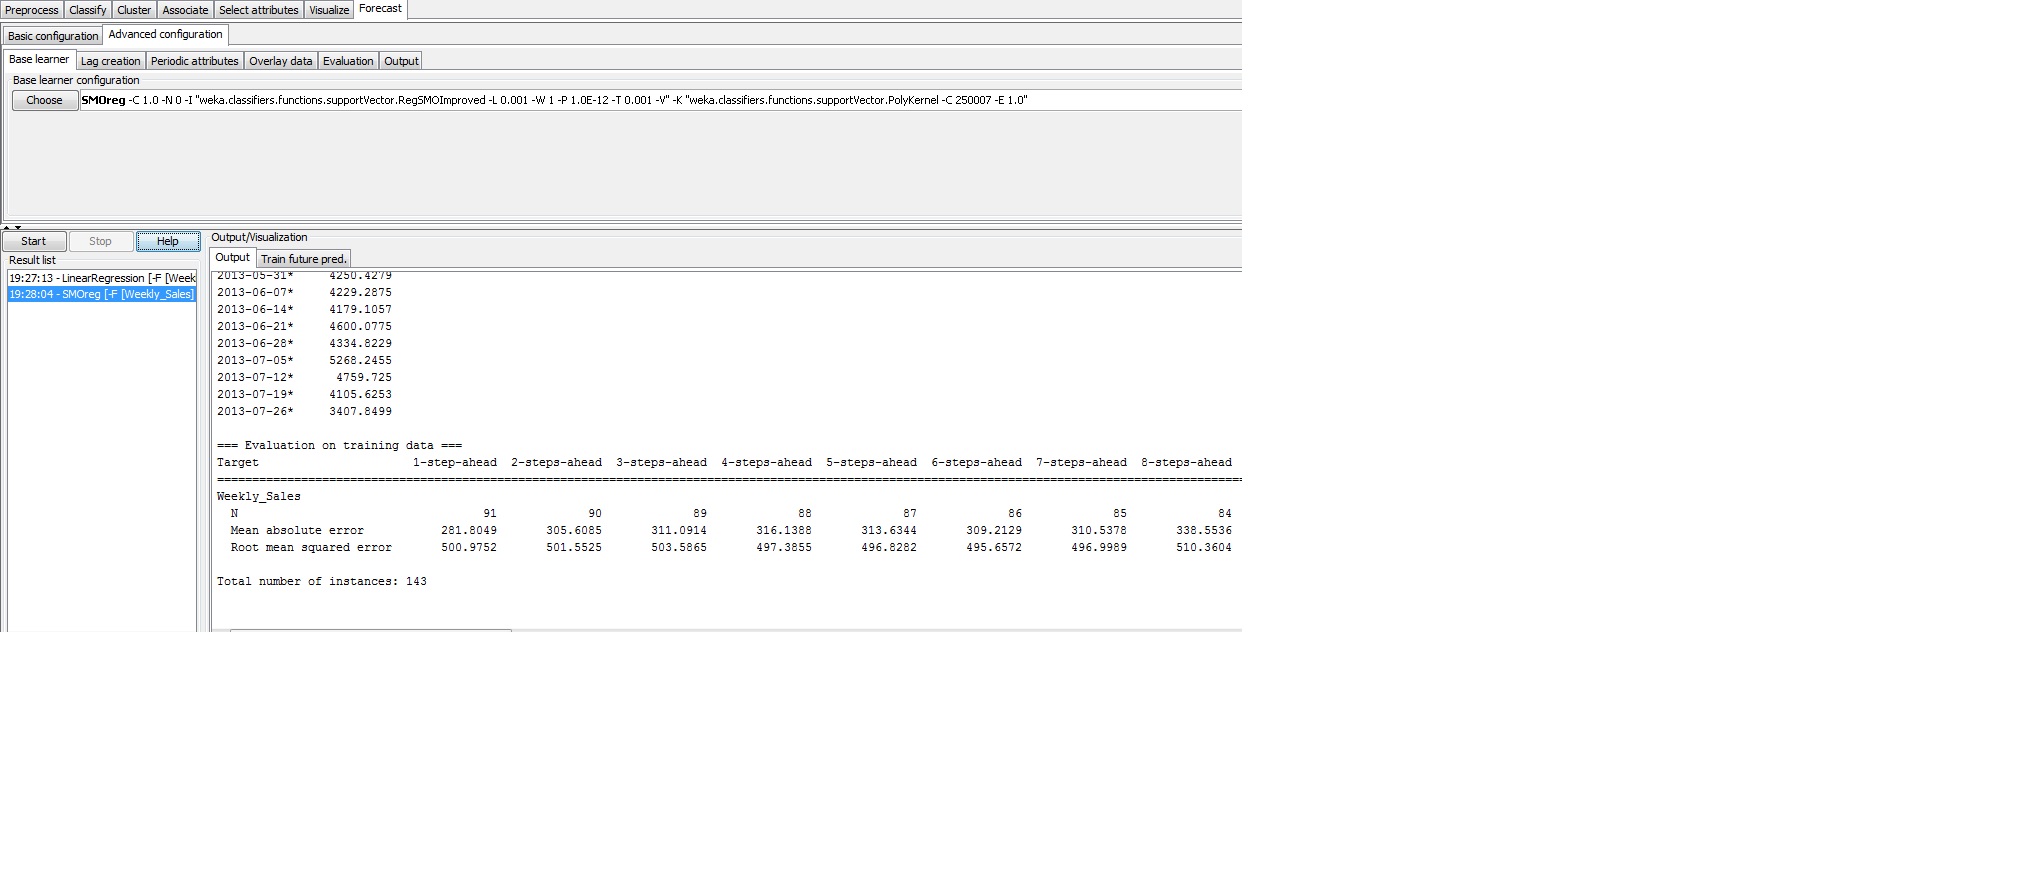 Preprocess Classify Cluster Associate Select attributes Visualize Forecast
Basic configuration Advanced configuration
Base learner Lag creation Periodic attributes Overlay data Evaluation Output
Base learner configuration
Choose SMOreg -C 1.0 -N 0 -I "weka.classifiers.functions.supportVector.RegSMOImproved -L 0.001 -W 1 -P 1.0E-12 -T 0.001 -V" -K "weka.classifiers.functions.supportVector.PolyKernel -C 250007 -E 1.0"
Start Stop Help
Result list
19:27:13 - LinearRegression [-F [Week
19:28:04 - SMOreg [-F [Weekly_Sales]
Output/Visualization
Output Train future pred.
2013-05-31* 4250.4279
2013-06-07* 4229.2875
2013-06-14* 4179.1057
2013-06-21* 4600.0775
2013-06-28* 4334.8229
2013-07-05* 5268.2455
2013-07-12* 4759.725
2013-07-19* 4105.6253
2013-07-26* 3407.8499
=== Evaluation on training data ===
Target 1-step-ahead 2-steps-ahead 3-steps-ahead 4-steps-ahead 5-steps-ahead 6-steps-ahead 7-steps-ahead 8-steps-ahead
Weekly_Sales
N 91 90 89 88 87 86 85 84
Mean absolute error 281.8049 305.6085 311.0914 316.1388 313.6344 309.2129 310.5378 338.5536
Root mean squared error 500.9752 501.5525 503.5865 497.3855 496.8282 495.6572 496.9989 510.3604
Total number of instances: 143